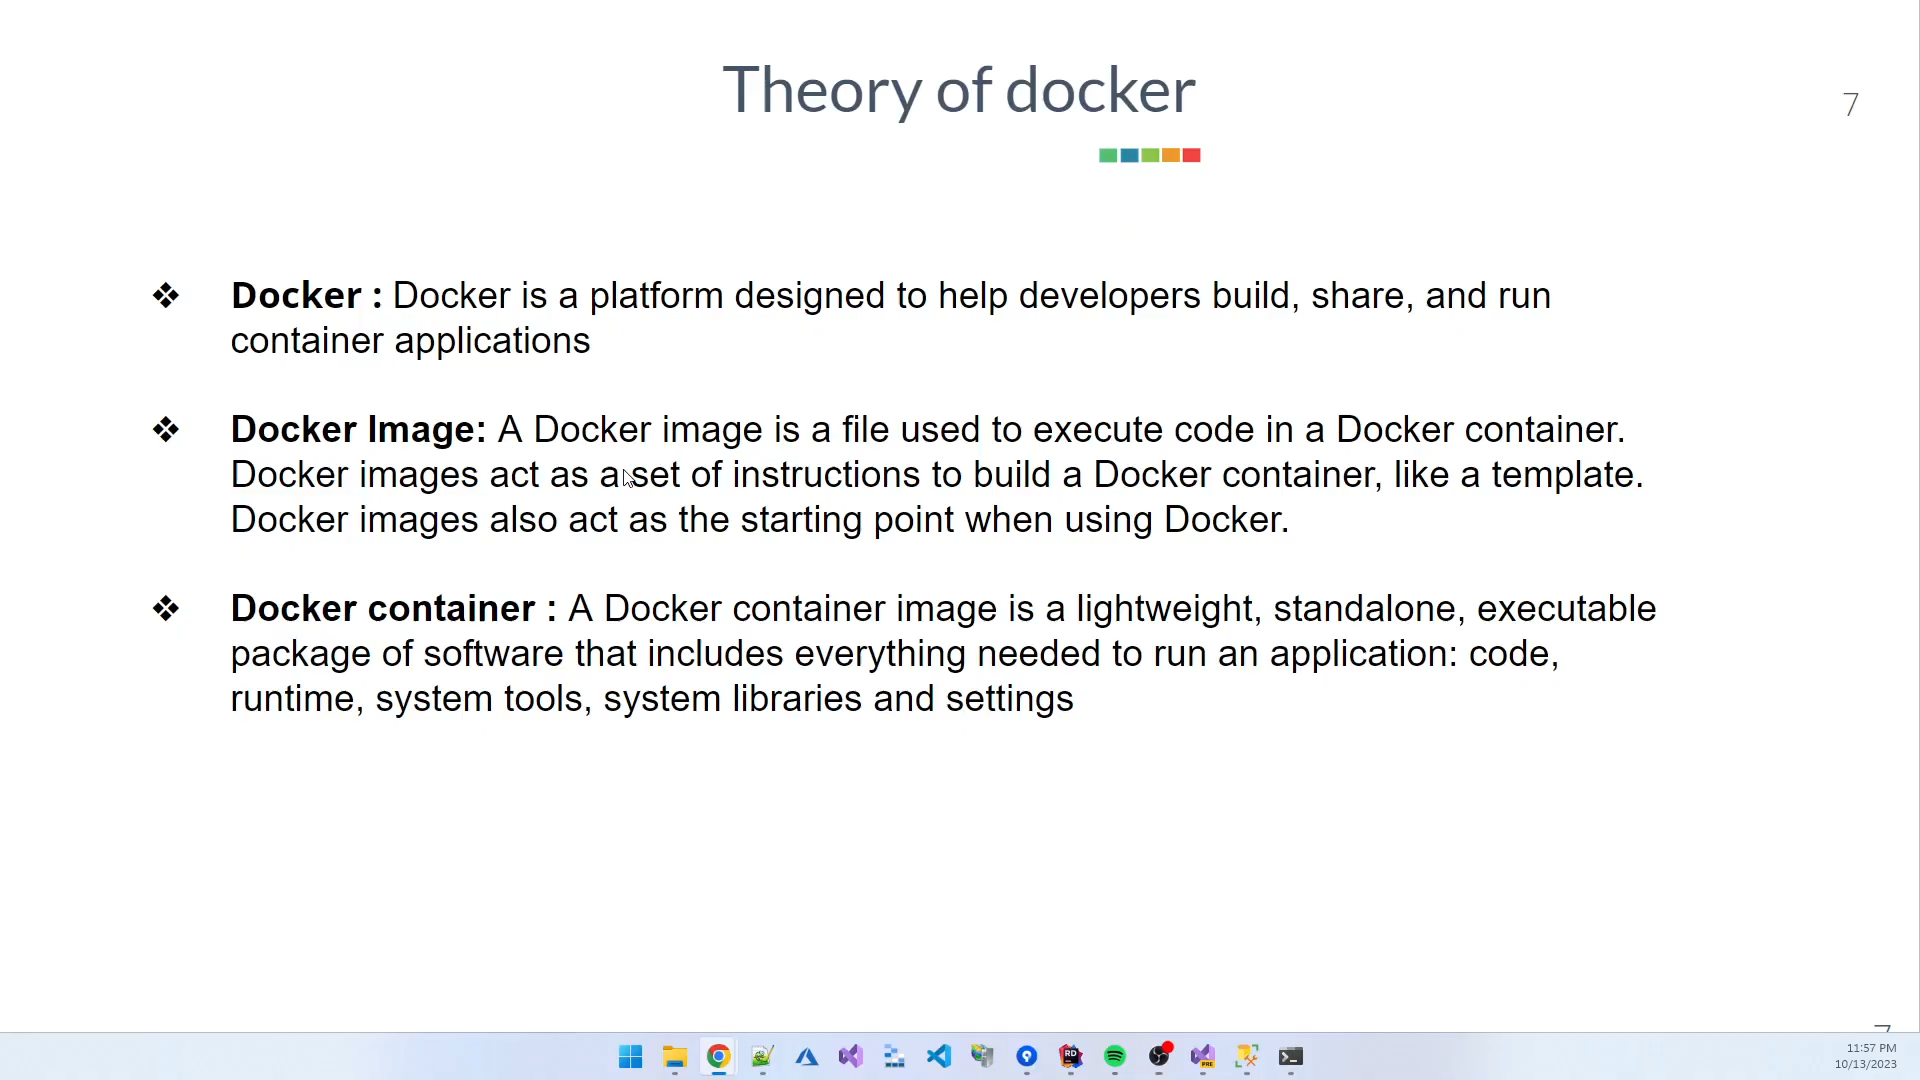 Theory of docker
7
❖ Docker : Docker is a platform designed to help developers build, share, and run
container applications
❖ Docker Image: A Docker image is a file used to execute code in a Docker container.
Docker images act as a set of instructions to build a Docker container, like a template.
Docker images also act as the starting point when using Docker.
❖ Docker container : A Docker container image is a lightweight, standalone, executable
package of software that includes everything needed to run an application: code,
runtime, system tools, system libraries and settings
7
RD
PRE
11:57 PM
10/13/2023